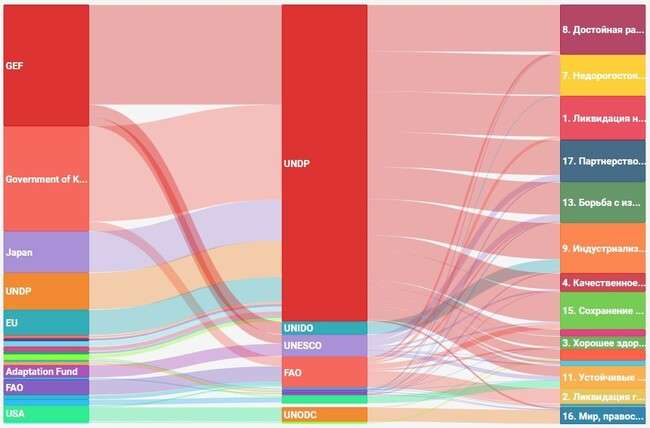 GEF
Government of K...
Japan
UNDP
EU
Adaptation Fund
FAO
USA
UNDP
UNIDO
UNESCO
FAO
UNODC
8. Достойная ра...
7. Недорогостоя...
1. Ликвидация н...
17. Партнерство...
13. Борьба с из...
9. Индустриализ...
4. Качественное...
15. Сохранение ...
3. Хорошее здор...
11. Устойчивые ...
2. Ликвидация г...
16. Мир, правос...